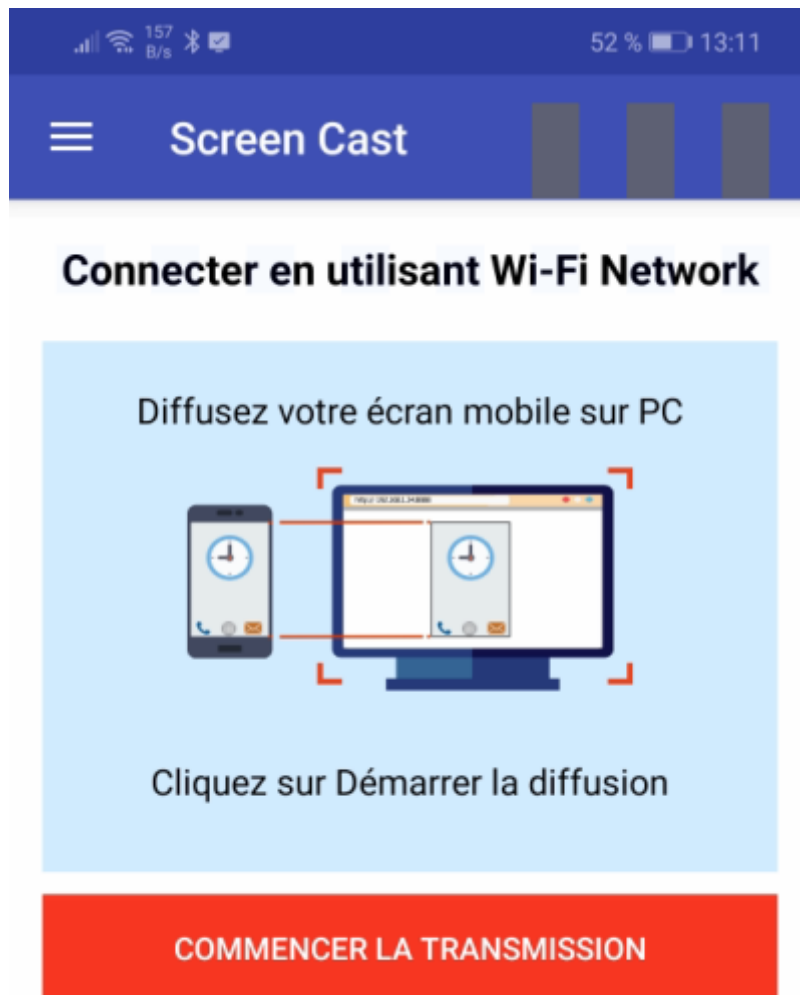 157
B/s
52 % 13:11
Screen Cast
Connecter en utilisant Wi-Fi Network
Diffusez votre écran mobile sur PC
Cliquez sur Démarrer la diffusion
COMMENCER LA TRANSMISSION